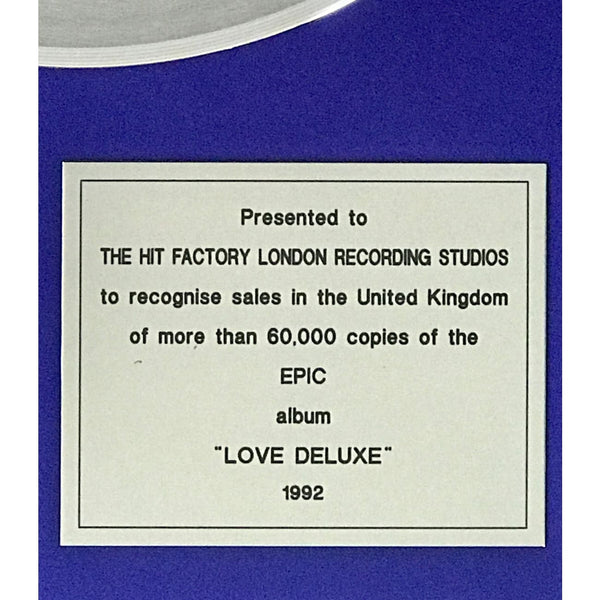 Presented to
THE HIT FACTORY LONDON RECORDING STUDIOS
to recognise sales in the United Kingdom
of more than 60,000 copies of the
EPIC
album
"LOVE DELUXE"
1992